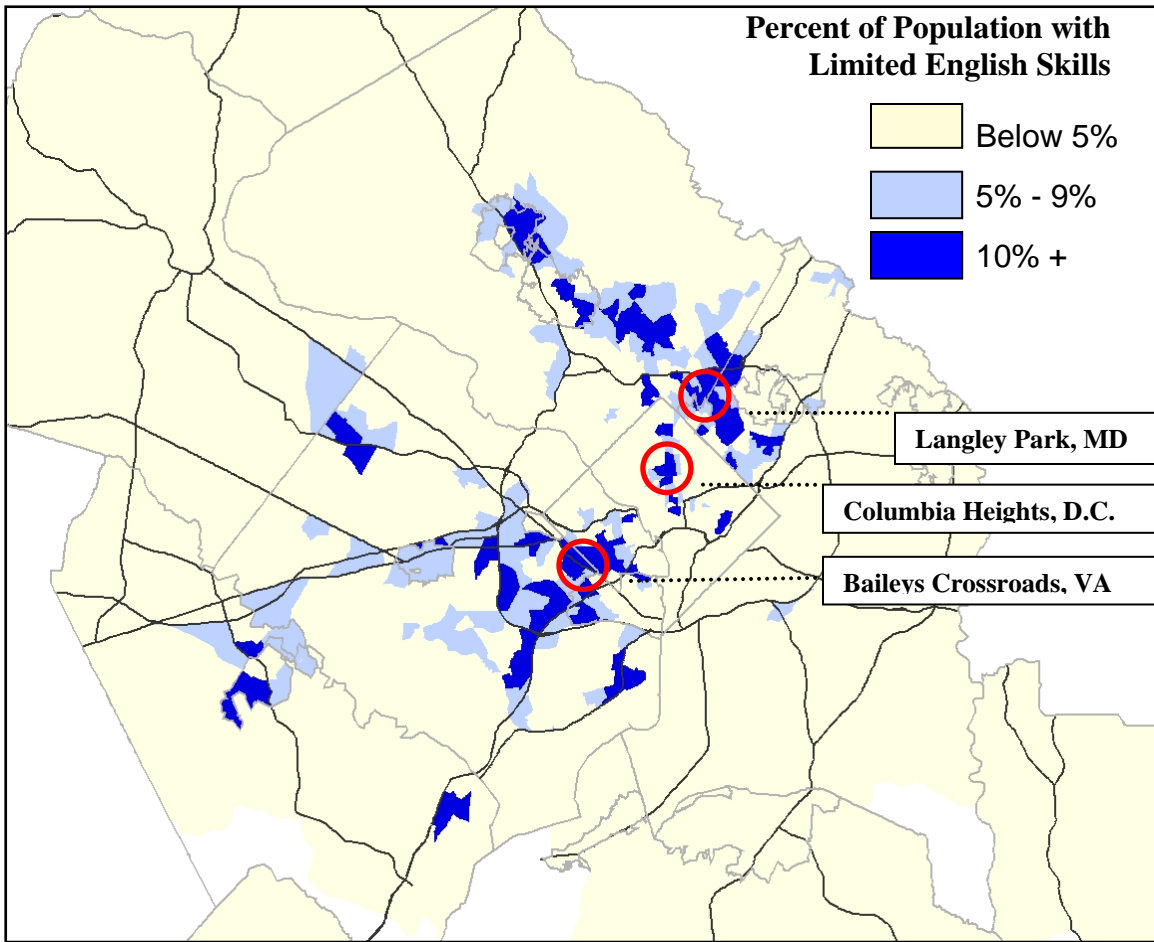 Percent of Population with
Limited English Skills
Below 5%
5% - 9%
10% +
Langley Park, MD
Columbia Heights, D.C.
Baileys Crossroads, VA